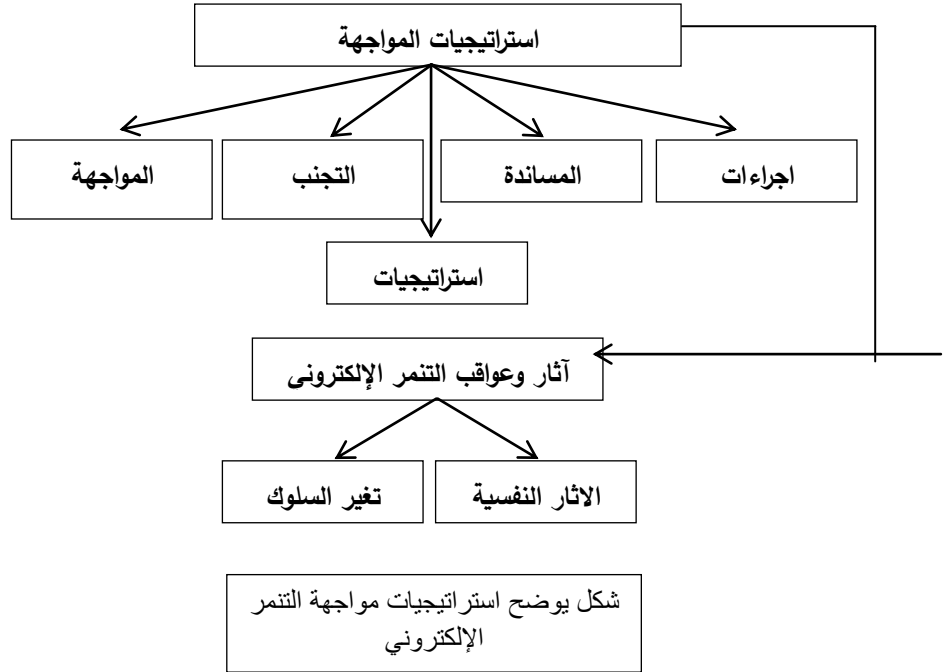 استراتيجيات المواجهة
اجراءات
المساندة
التجنب
المواجهة
استراتيجيات
آثار وعواقب التنمر الإلكترونى
الاثار النفسية
تغير السلوك
شكل يوضح استراتيجيات مواجهة التنمر
الإلكتروني